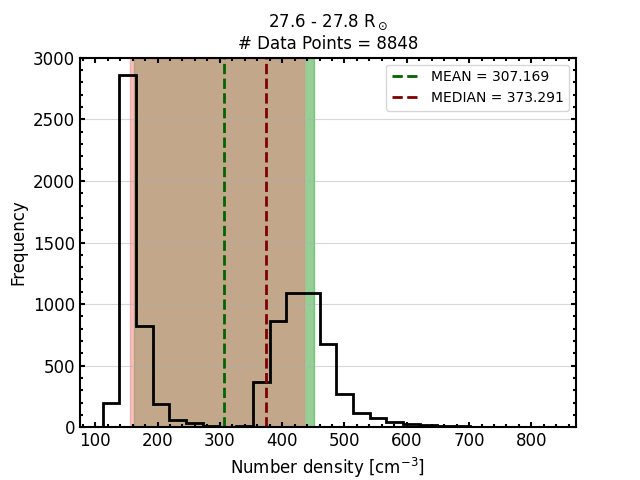 27.6 - 27.8 R⊙
# Data Points = 8848
3000
2500
2000
1500
1000
500
0
Frequency
MEAN = 307.169
MEDIAN = 373.291
100 200 300 400 500 600 700 800
Number density [cm⁻³]